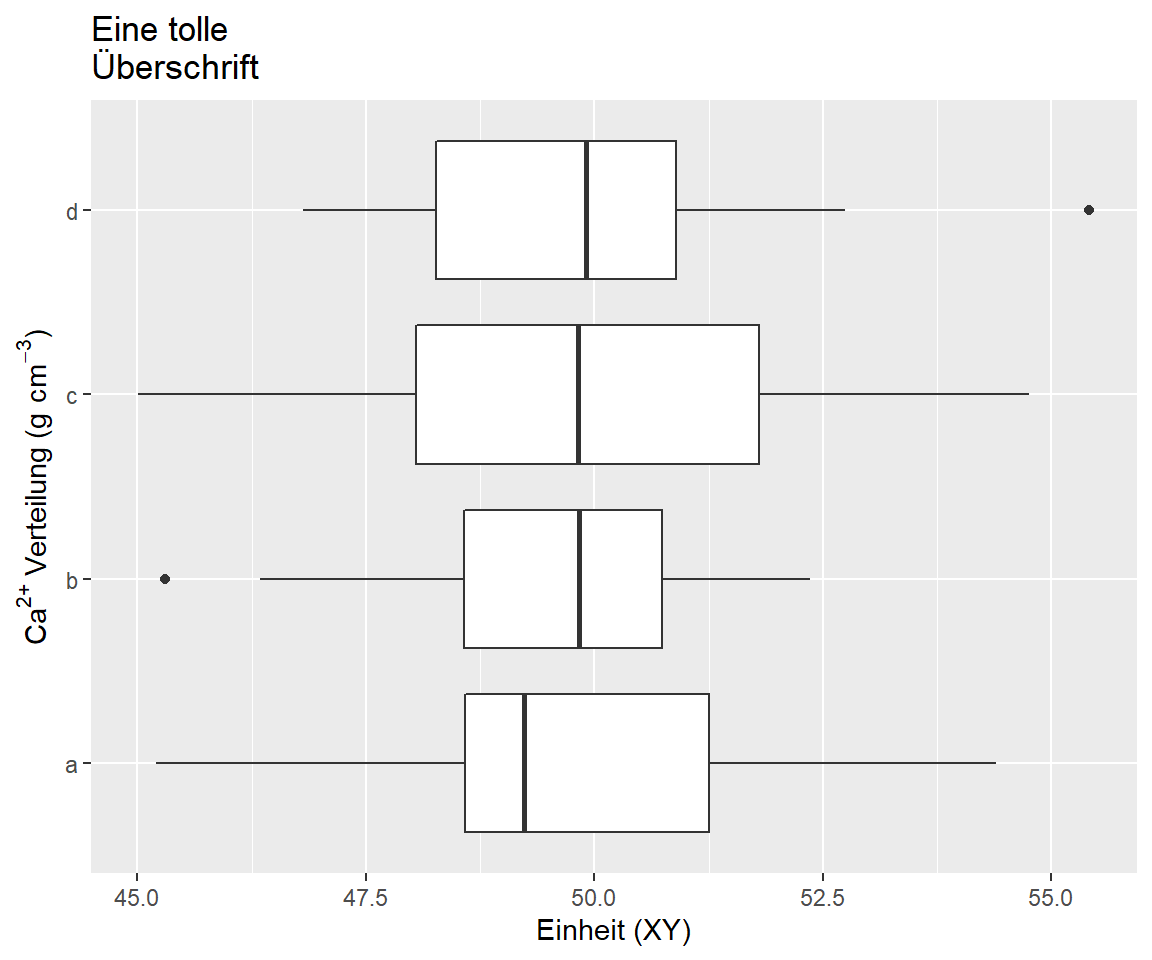 Eine tolle
Überschrift
Ca²⁺ Verteilung (g cm⁻³)
d
c
b
a
45.0 47.5 50.0 52.5 55.0
Einheit (XY)